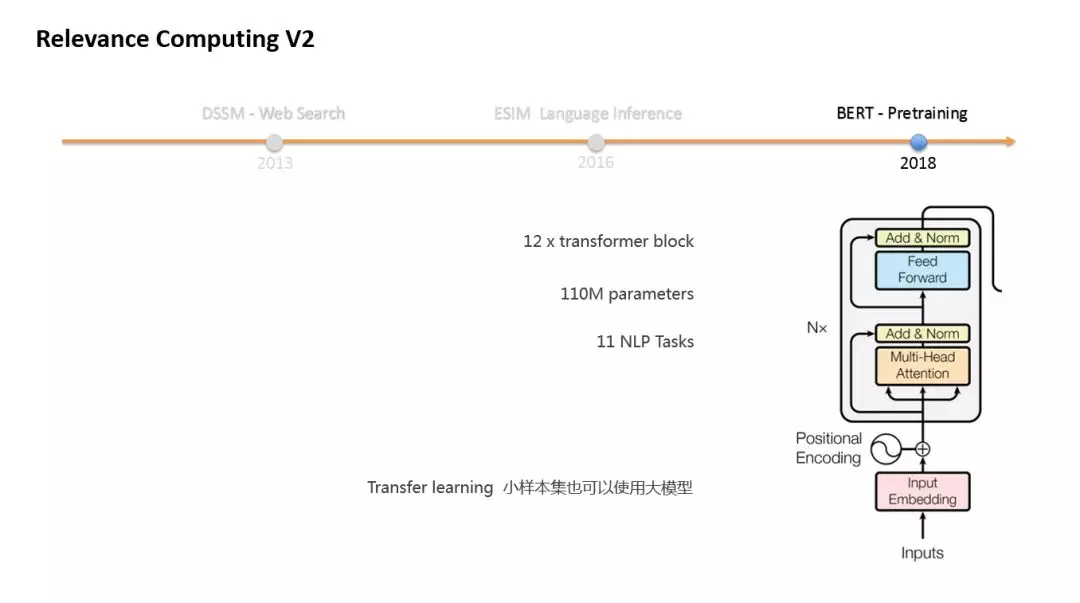 Relevance Computing V2
DSSM - Web Search
ESIM Language Inference
BERT - Pretraining
2013
2016
2018
12 x transformer block
110M parameters
11 NLP Tasks
Transfer learning 小样本集也可以使用大模型
Add & Norm
Feed
Forward
N×
Add & Norm
Multi-Head
Attention
Positional
Encoding
Input
Embedding
Inputs